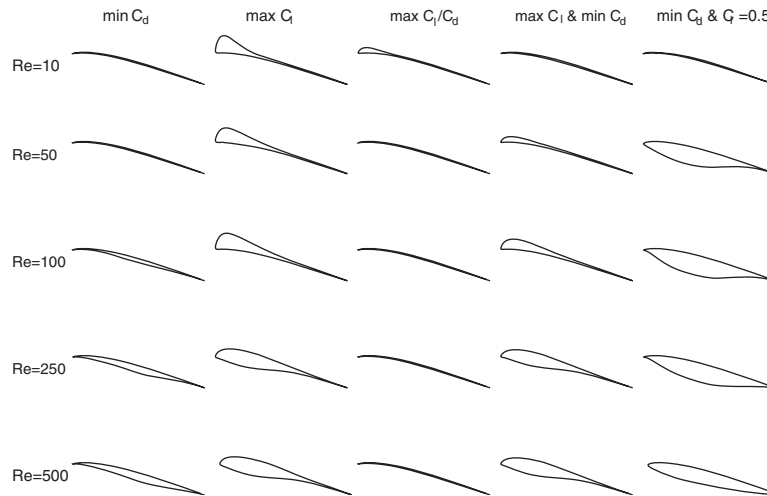 min C_d max C_l max C_l/C_d max C_l & min C_d min C_d & C_l=0.5
Re=10
Re=50
Re=100
Re=250
Re=500